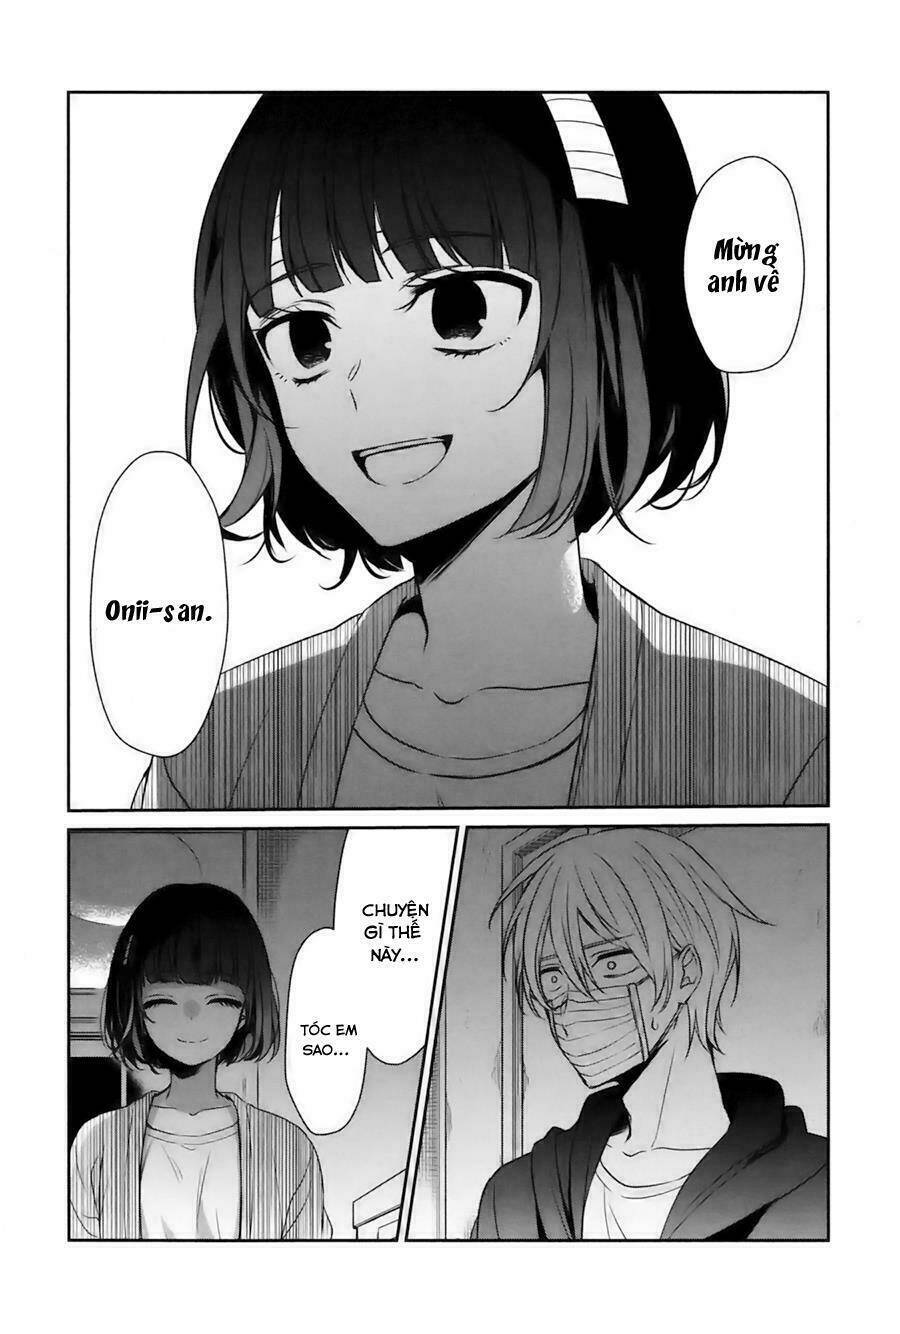 Mừng
anh về
Onii-san.
CHUYỆN
GÌ THẾ
NÀY...
TÓC EM
SAO...